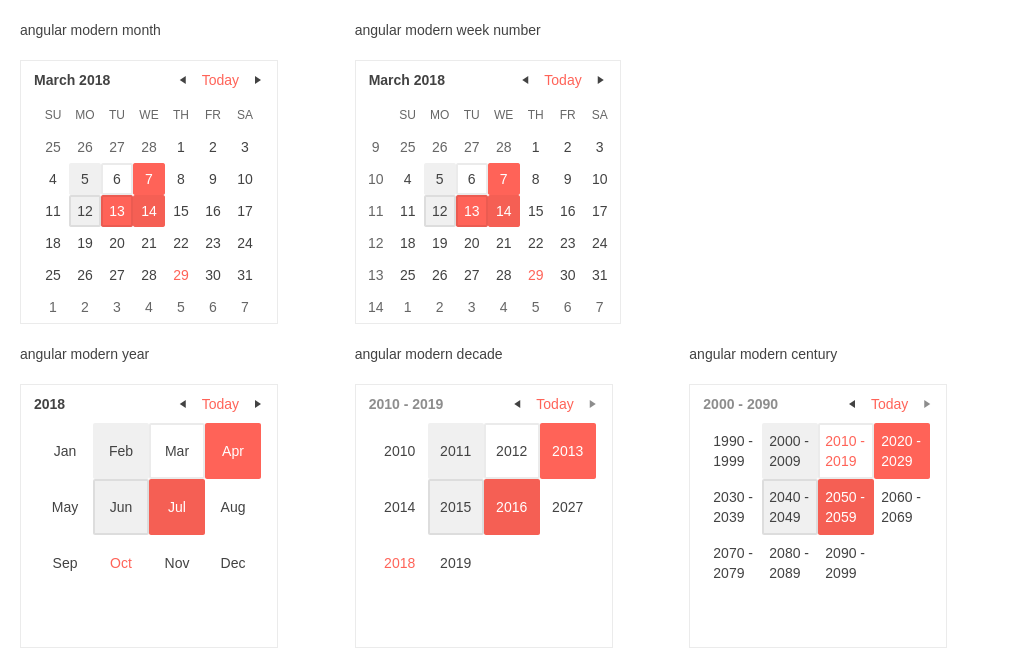 angular modern month
March 2018 Today
SU MO TU WE TH FR SA
25 26 27 28 1 2 3
4 5 6 7 8 9 10
11 12 13 14 15 16 17
18 19 20 21 22 23 24
25 26 27 28 29 30 31
1 2 3 4 5 6 7
angular modern week number
March 2018 Today
SU MO TU WE TH FR SA
9 25 26 27 28 1 2 3
10 4 5 6 7 8 9 10
11 11 12 13 14 15 16 17
12 18 19 20 21 22 23 24
13 25 26 27 28 29 30 31
14 1 2 3 4 5 6 7
angular modern year
2018 Today
Jan Feb Mar Apr
May Jun Jul Aug
Sep Oct Nov Dec
angular modern decade
2010 - 2019 Today
2010 2011 2012 2013
2014 2015 2016 2027
2018 2019
angular modern century
2000 - 2090 Today
1990 - 2000 - 2010 - 2020 -
1999 2009 2019 2029
2030 - 2040 - 2050 - 2060 -
2039 2049 2059 2069
2070 - 2080 - 2090 -
2079 2089 2099